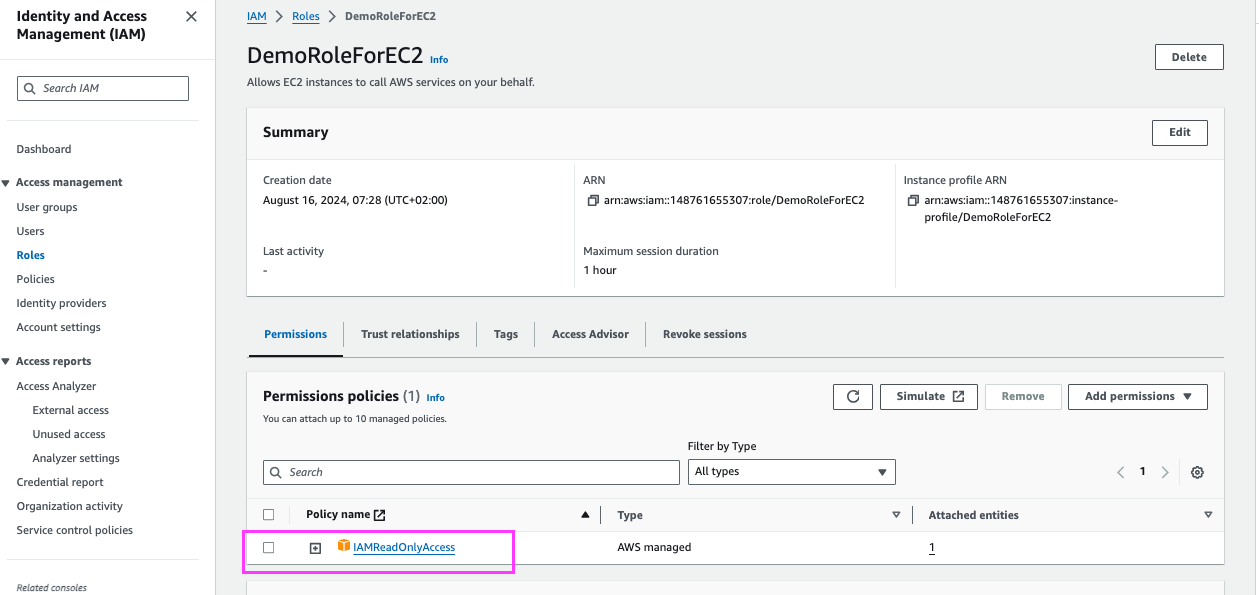 Identity and Access
Management (IAM)
Search IAM
Dashboard
Access management
User groups
Users
Roles
Policies
Identity providers
Account settings
Access reports
Access Analyzer
External access
Unused access
Analyzer settings
Credential report
Organization activity
Service control policies
Related consoles
IAM
Roles
DemoRoleForEC2
DemoRoleForEC2 Info
Delete
Allows EC2 instances to call AWS services on your behalf.
Summary
Edit
Creation date
August 16, 2024, 07:28 (UTC+02:00)
Last activity
-
ARN
arn:aws:iam::148761655307:role/DemoRoleForEC2
Maximum session duration
1 hour
Instance profile ARN
arn:aws:iam::148761655307:instance-
profile/DemoRoleForEC2
Permissions
Trust relationships
Tags
Access Advisor
Revoke sessions
Permissions policies (1) Info
You can attach up to 10 managed policies.
Simulate
Remove
Add permissions
Filter by Type
Search
All types
1
Policy name
Type
Attached entities
IAMReadOnlyAccess
AWS managed
1